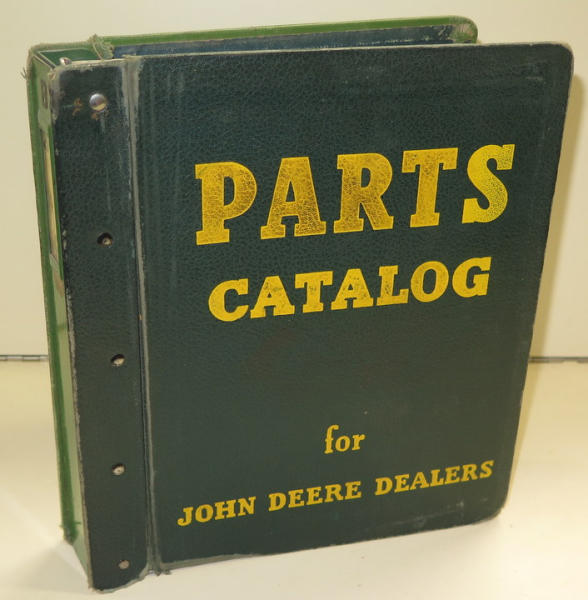 PARTS
CATALOG
for
JOHN DEERE DEALERS